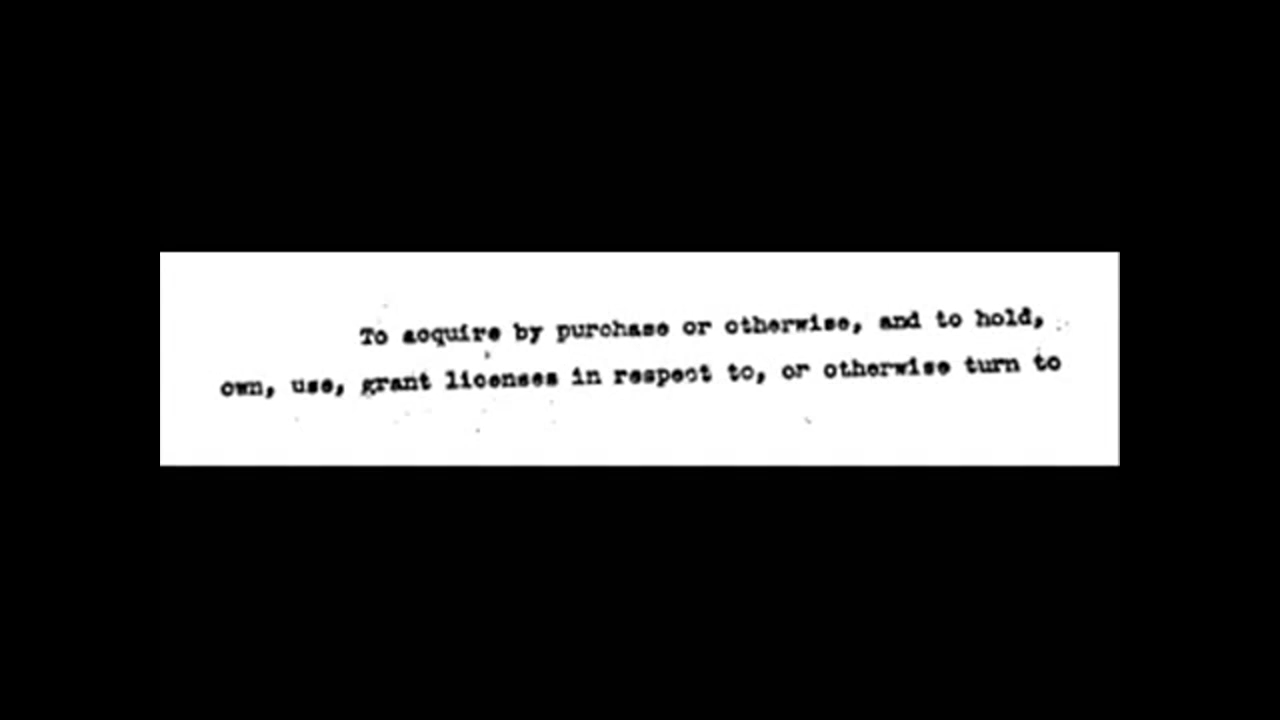 To acquire by purchase or otherwise, and to hold,
own, use, grant licenses in respect to, or otherwise turn to